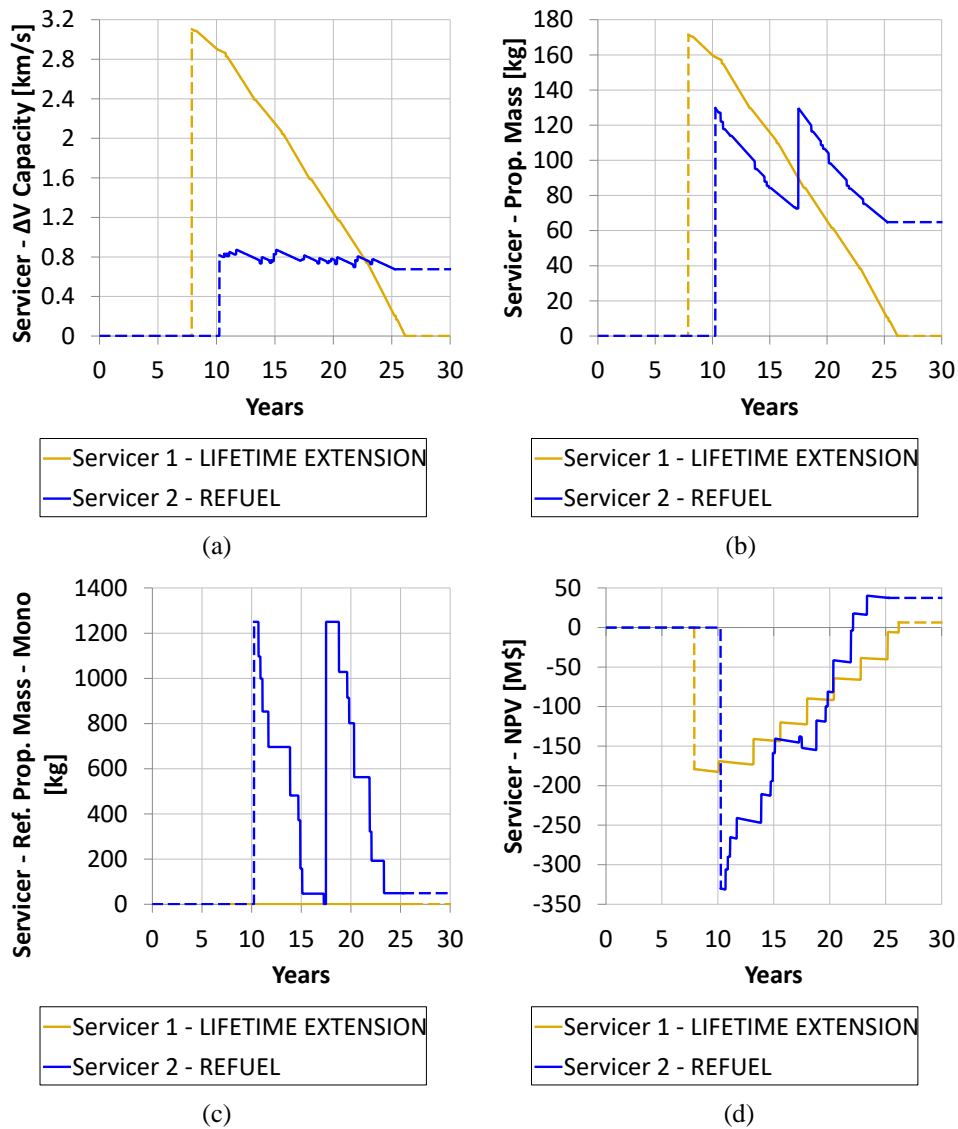 Servicer - ΔV Capacity [km/s]
3.2
2.8
2.4
2
1.6
1.2
0.8
0.4
0
0 5 10 15 20 25 30
Years
Servicer 1 - LIFETIME EXTENSION
Servicer 2 - REFUEL
(a)
Servicer - Prop. Mass [kg]
180
160
140
120
100
80
60
40
20
0
0 5 10 15 20 25 30
Years
Servicer 1 - LIFETIME EXTENSION
Servicer 2 - REFUEL
(b)
Servicer - Ref. Prop. Mass - Mono
[kg]
1400
1200
1000
800
600
400
200
0
0 5 10 15 20 25 30
Years
Servicer 1 - LIFETIME EXTENSION
Servicer 2 - REFUEL
(c)
Servicer - NPV [M$]
50
0
-50
-100
-150
-200
-250
-300
-350
0 5 10 15 20 25 30
Years
Servicer 1 - LIFETIME EXTENSION
Servicer 2 - REFUEL
(d)